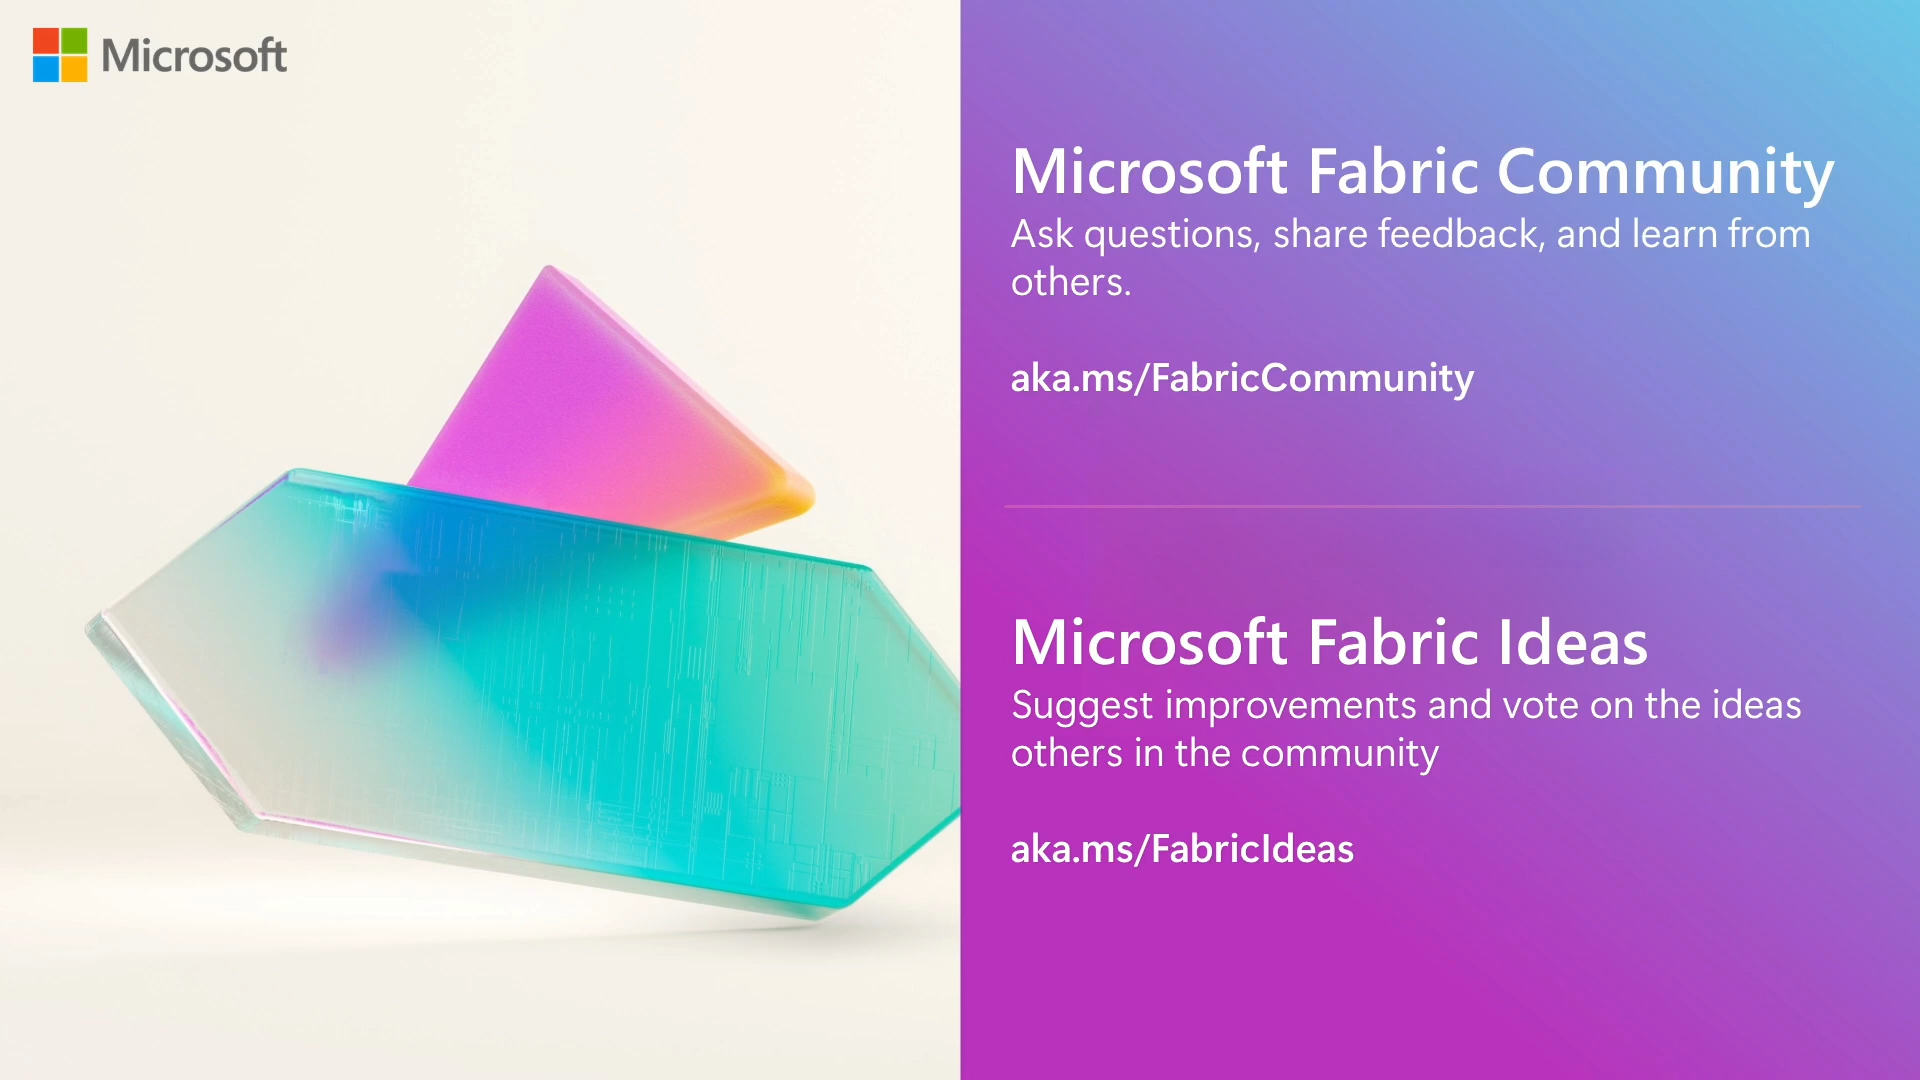 Microsoft
Microsoft Fabric Community
Ask questions, share feedback, and learn from
others.
aka.ms/FabricCommunity
Microsoft Fabric Ideas
Suggest improvements and vote on the ideas
others in the community
aka.ms/FabricIdeas